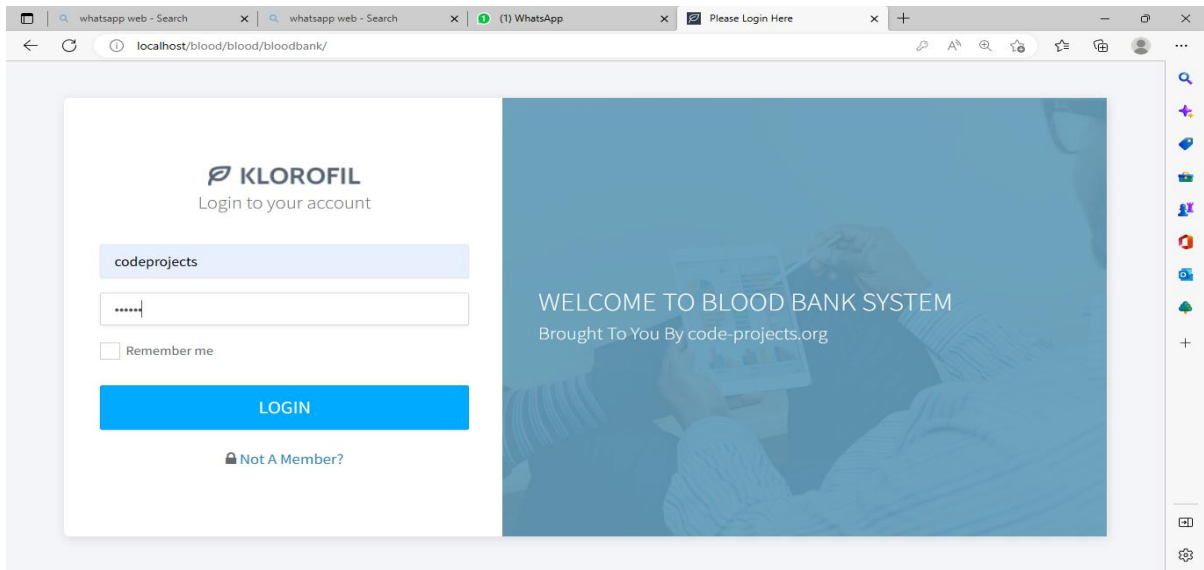 whatsapp web - Search
whatsapp web - Search
(1) WhatsApp
Please Login Here
localhost/blood/blood/bloodbank/
KLOROFIL
Login to your account
codeprojects
••••••
Remember me
LOGIN
Not A Member?
WELCOME TO BLOOD BANK SYSTEM
Brought To You By code-projects.org